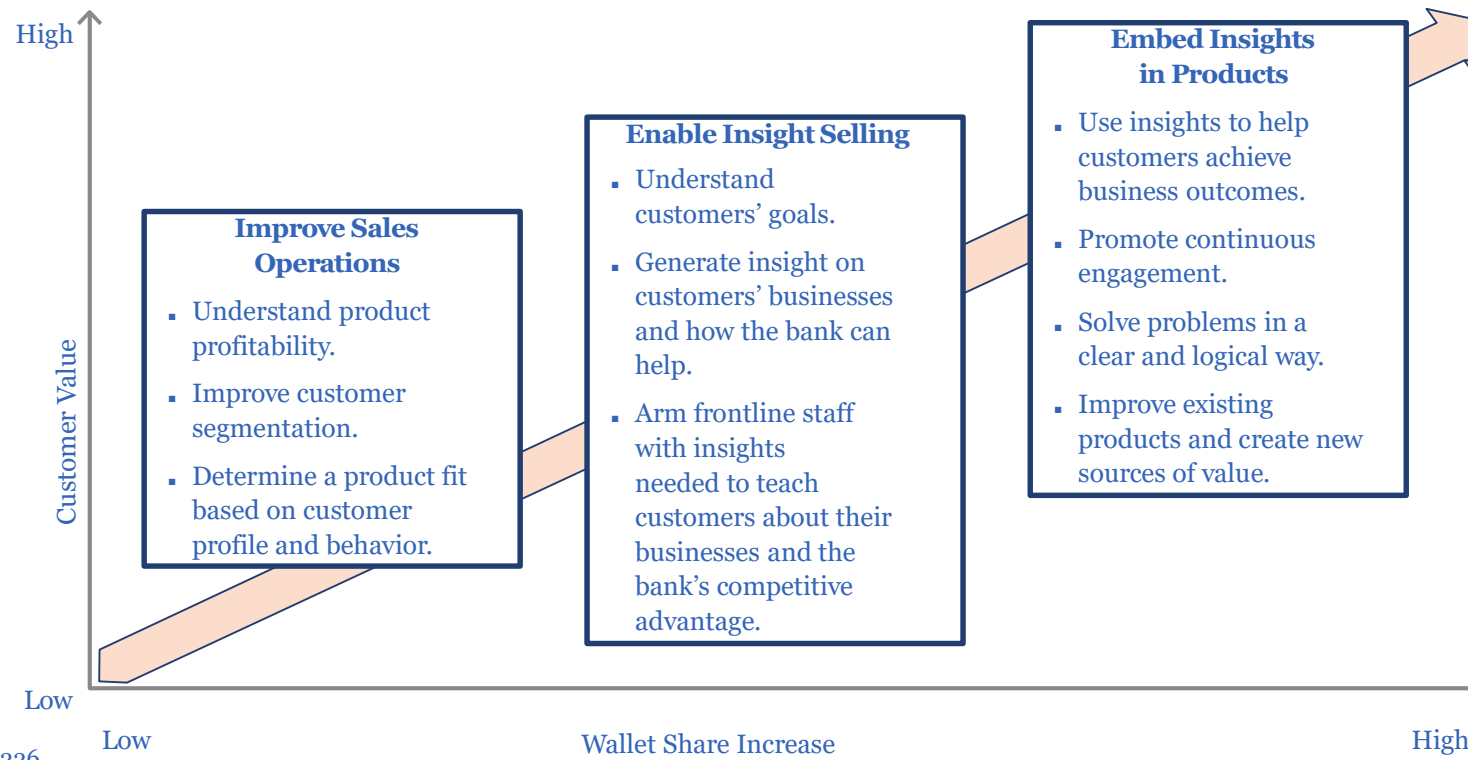 High
Customer Value
Low
Improve Sales
Operations
▪ Understand product
profitability.
▪ Improve customer
segmentation.
▪ Determine a product fit
based on customer
profile and behavior.
Enable Insight Selling
▪ Understand
customers’ goals.
▪ Generate insight on
customers’ businesses
and how the bank can
help.
▪ Arm frontline staff
with insights
needed to teach
customers about their
businesses and the
bank’s competitive
advantage.
Embed Insights
in Products
▪ Use insights to help
customers achieve
business outcomes.
▪ Promote continuous
engagement.
▪ Solve problems in a
clear and logical way.
▪ Improve existing
products and create new
sources of value.
Low
Wallet Share Increase
High